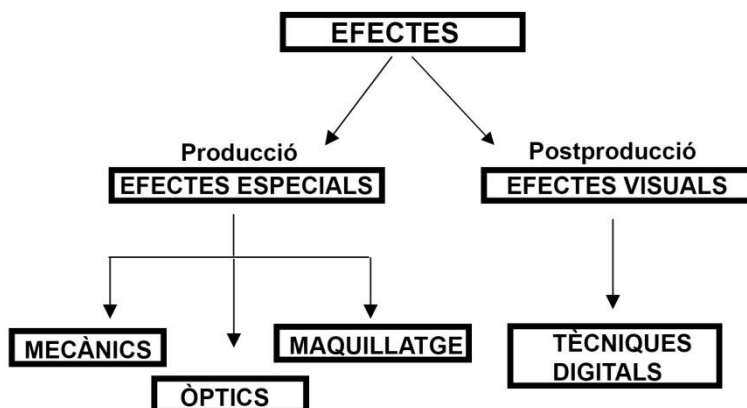 EFECTES
Producció
EFECTES ESPECIALS
Postproducció
EFECTES VISUALS
MECÀNICS
ÒPTICS
MAQUILLATGE
TÈCNIQUES
DIGITALS